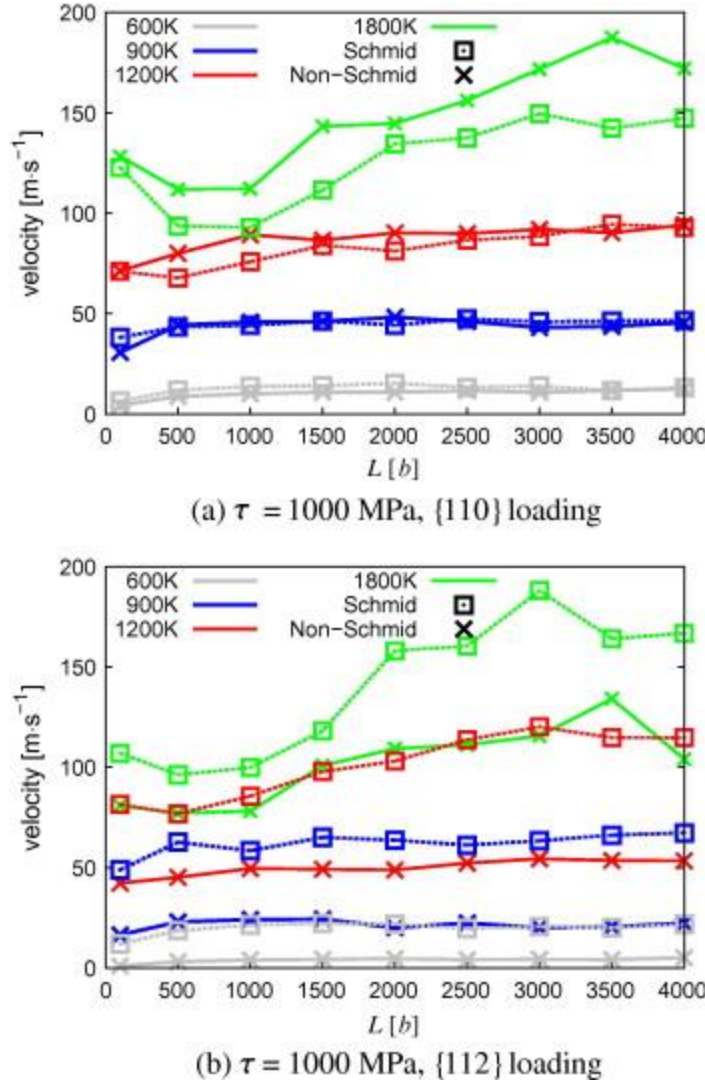 200
150
100
50
0
velocity [m·s⁻¹]
600K
900K
1200K
1800K
Schmid
Non−Schmid
0 500 1000 1500 2000 2500 3000 3500 4000
L [b]
(a) τ = 1000 MPa, {110} loading
200
150
100
50
0
velocity [m·s⁻¹]
600K
900K
1200K
1800K
Schmid
Non−Schmid
0 500 1000 1500 2000 2500 3000 3500 4000
L [b]
(b) τ = 1000 MPa, {112} loading